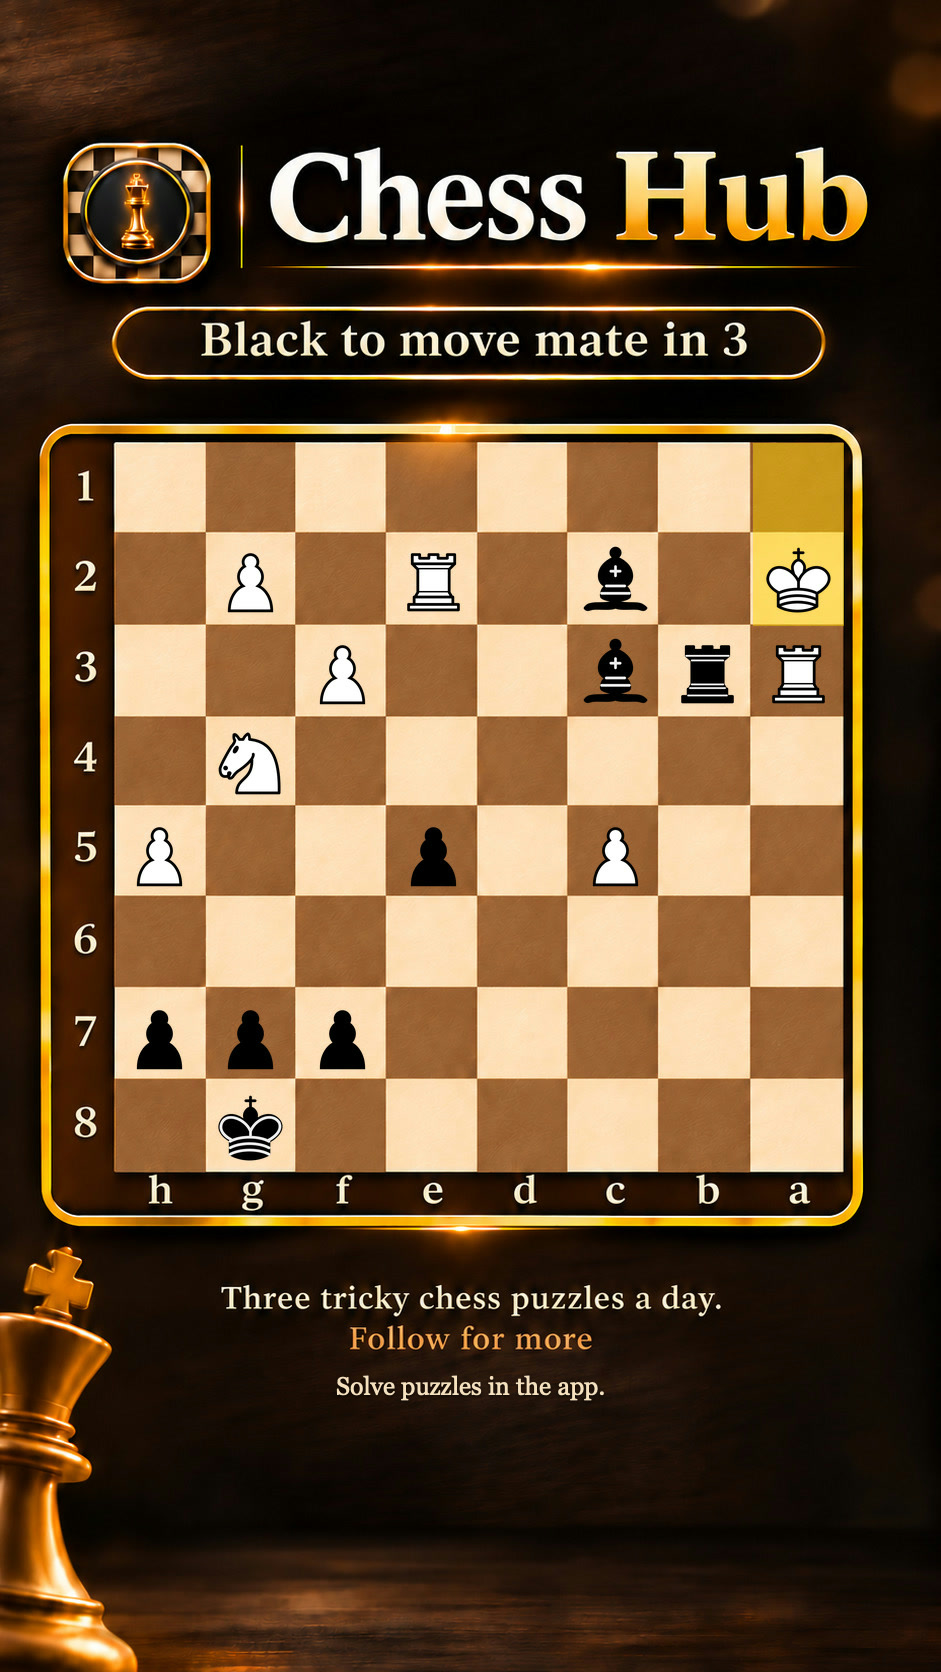 Chess Hub
Black to move mate in 3
1
2
3
4
5
6
7
8
h g f e d c b a
Three tricky chess puzzles a day.
Follow for more
Solve puzzles in the app.